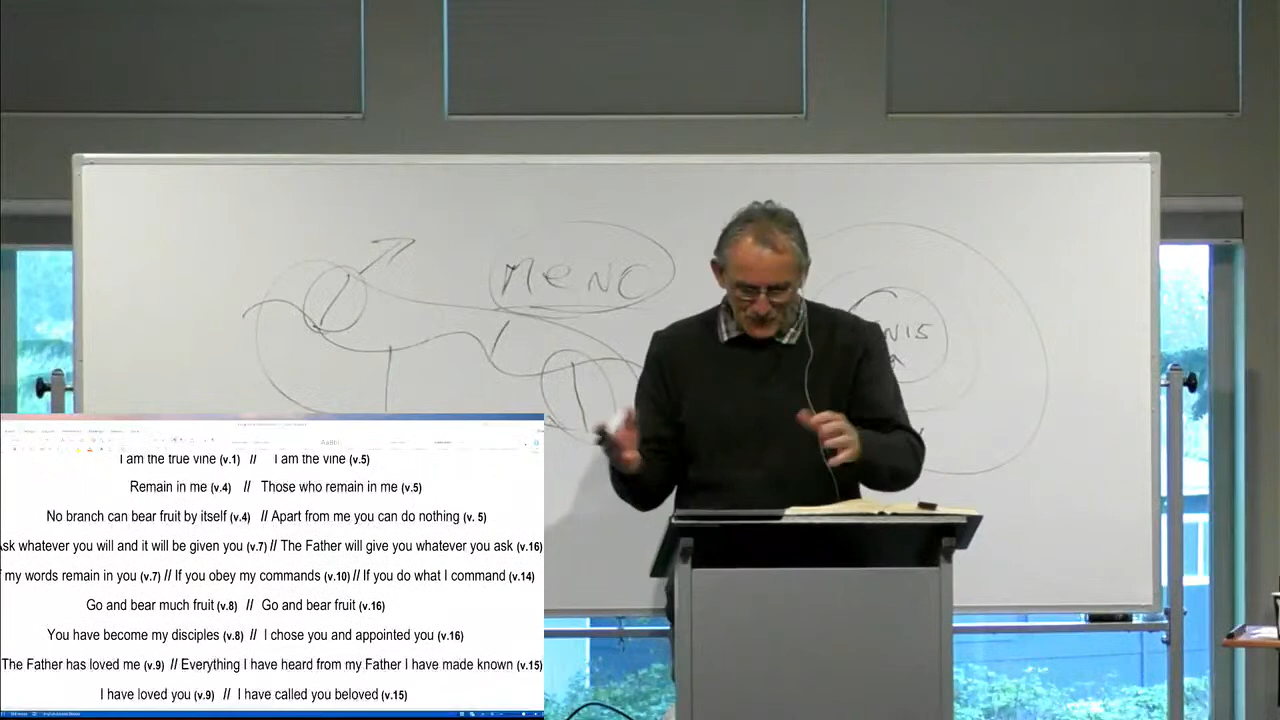 MENO
NIS
I am the true vine (v.1) // I am the vine (v.5)
Remain in me (v.4) // Those who remain in me (v.5)
No branch can bear fruit by itself (v.4) // Apart from me you can do nothing (v. 5)
sk whatever you will and it will be given you (v.7) // The Father will give you whatever you ask (v.16)
my words remain in you (v.7) // If you obey my commands (v.10) // If you do what I command (v.14)
Go and bear much fruit (v.8) // Go and bear fruit (v.16)
You have become my disciples (v.8) // I chose you and appointed you (v.16)
The Father has loved me (v.9) // Everything I have heard from my Father I have made known (v.15)
I have loved you (v.9) // I have called you beloved (v.15)